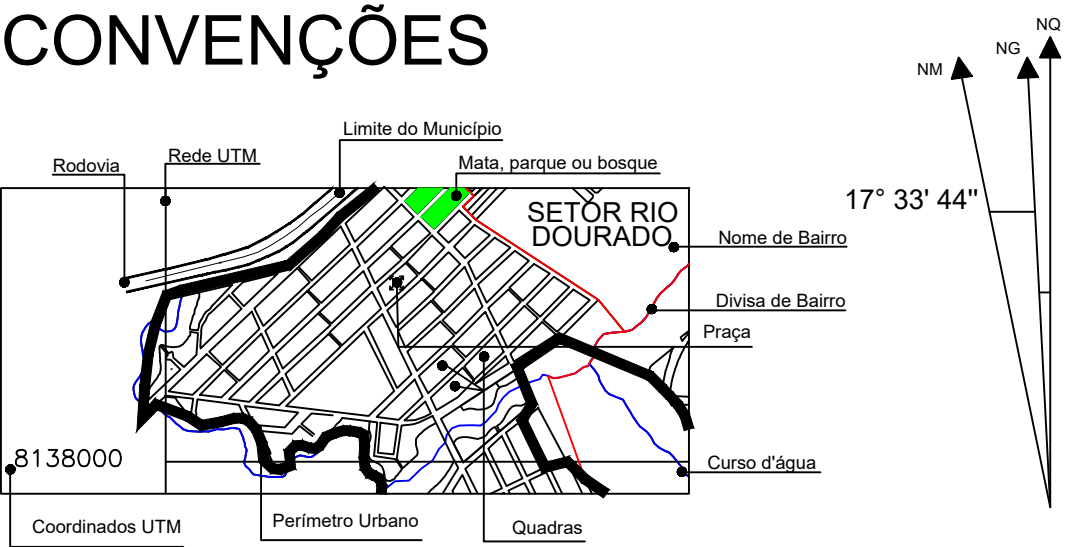 CONVENÇÕES
NQ
NG
NM
Limite do Município
Rede UTM
Rodovia
Mata, parque ou bosque
17° 33' 44"
SETOR RIO
DOURADO
Nome de Bairro
Divisa de Bairro
Praça
8138000
Curso d'água
Coordinados UTM
Perímetro Urbano
Quadras